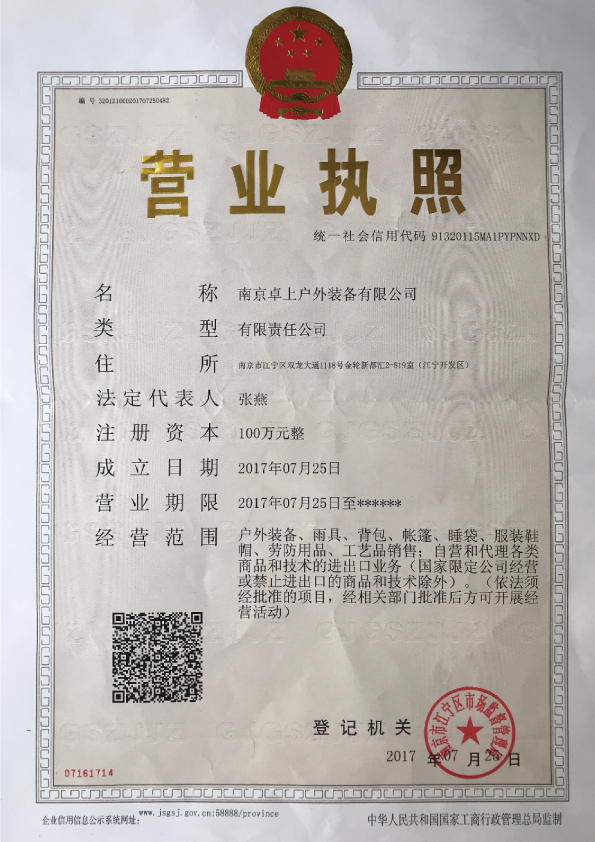 编 号 320121000201707250482
营业执照
统一社会信用代码 91320115MA1PYPNNXD
名称 南京卓上户外装备有限公司
类型 有限责任公司
住所 南京市江宁区双龙大道1118号金轮新都汇2-819室（江宁开发区）
法定代表人 张燕
注册资本 100万元整
成立日期 2017年07月25日
营业期限 2017年07月25日至******
经营范围 户外装备、雨具、背包、帐篷、睡袋、服装鞋
帽、劳防用品、工艺品销售；自营和代理各类
商品和技术的进出口业务（国家限定公司经营
或禁止进出口的商品和技术除外）。（依法须
经批准的项目，经相关部门批准后方可开展经
营活动）
登记机关
南京市江宁区市场监督管理局
2017 年 07 月 25 日
07161714
企业信用信息公示系统网址: www.jsgsj.gov.cn:58888/province
中华人民共和国国家工商行政管理总局监制